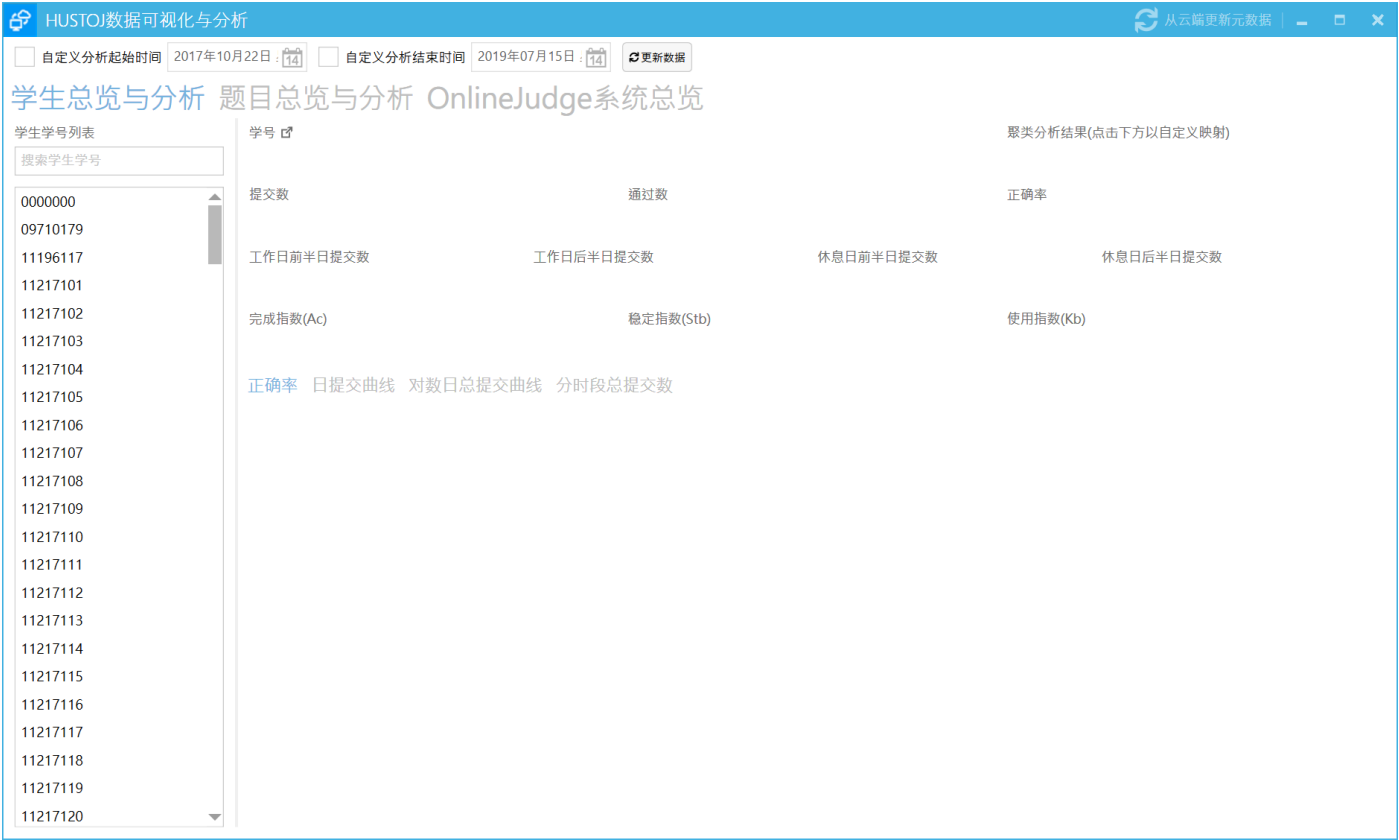 HUSTOJ数据可视化与分析 从云端更新元数据
自定义分析起始时间 2017年10月22日 : 14 自定义分析结束时间 2019年07月15日 : 14 更新数据
学生总览与分析 题目总览与分析 OnlineJudge系统总览
学生学号列表
搜索学生学号
0000000
09710179
11196117
11217101
11217102
11217103
11217104
11217105
11217106
11217107
11217108
11217109
11217110
11217111
11217112
11217113
11217114
11217115
11217116
11217117
11217118
11217119
11217120
学号 聚类分析结果(点击下方以自定义映射)
提交数 通过数 正确率
工作日前半日提交数 工作日后半日提交数 休息日前半日提交数 休息日后半日提交数
完成指数(Ac) 稳定指数(Stb) 使用指数(Kb)
正确率 日提交曲线 对数日总提交曲线 分时段总提交数